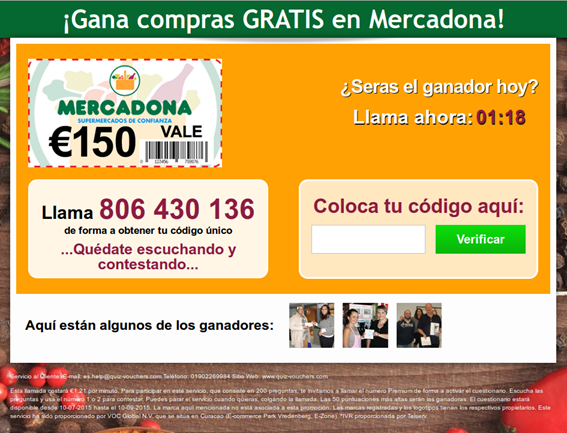 ¡Gana compras GRATIS en Mercadona!
MERCADONA
SUPERMERCADOS DE CONFIANZA
€150 VALE
¿Seras el ganador hoy?
Llama ahora: 01:18
Llama 806 430 136
de forma a obtener tu código único
...Quédate escuchando y
contestando...
Coloca tu código aquí:
Verificar
Aquí están algunos de los ganadores:
Servicio al Cliente: E-mail: es.help@quiz-vouchers.com Teléfono: 01902269984 Sitio Web: www.quiz-vouchers.com
Esta llamada costará €1.21 por minuto. Para participar en este servicio, que consiste en 200 preguntas, te invitamos a llamar el numero Premium de forma a activar el cuestionario. Escucha las
preguntas y usa el numero 1 o 2 para contestar. Puedes parar el servicio cuando quieras, colgando la llamada. Las 50 puntuaciones más altas serán las ganadoras. El cuestionario estará
disponible desde 10-07-2015 hasta el 10-09-2015. La marca aquí mencionada no está asociada a esta promoción. Las marcas registradas y los logotipos tienen los respectivos propietarios. Este
servicio ha sido proporcionado por VOC Global N.V. que se situa en Curacao (E-commerce Park Vredenberg, E-Zone). *IVR proporcionado por Telserv.